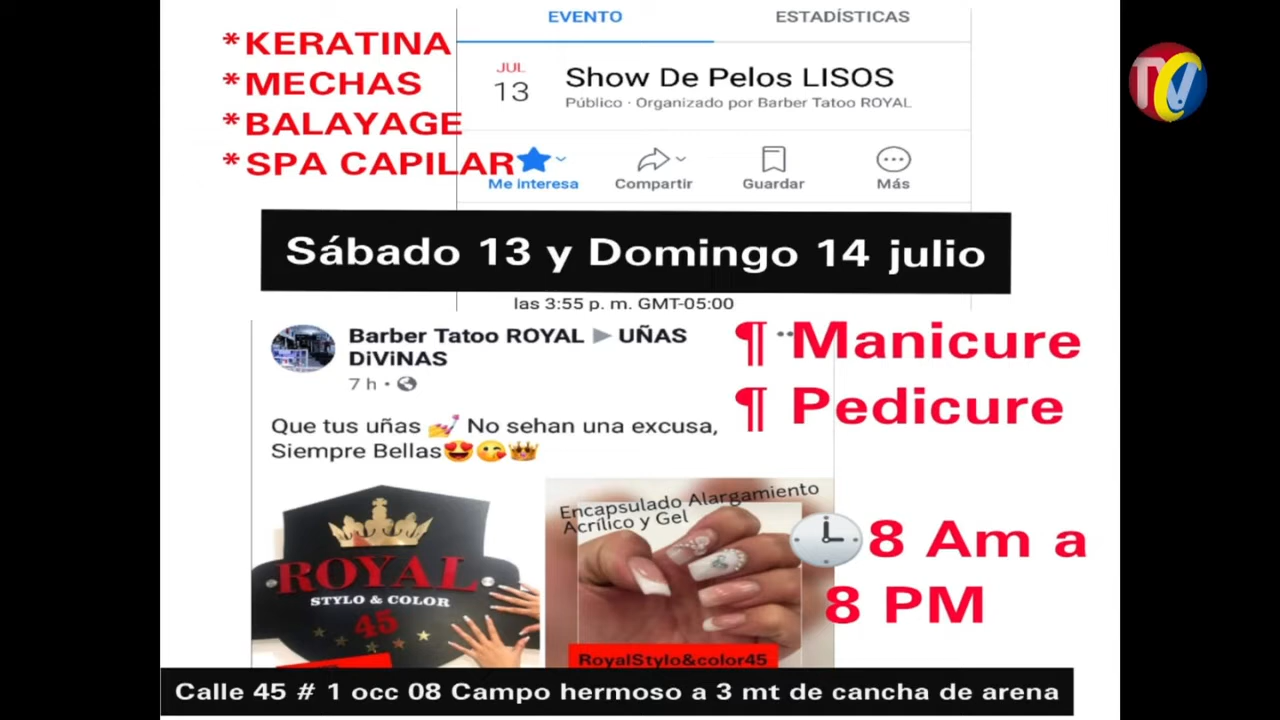 *KERATINA
*MECHAS
*BALAYAGE
*SPA CAPILAR
EVENTO
ESTADÍSTICAS
JUL
13
Show De Pelos LISOS
Público · Organizado por Barber Tatoo ROYAL
Me interesa
Compartir
Guardar
Más
TCV!
Sábado 13 y Domingo 14 julio
las 3:55 p. m. GMT-05:00
Barber Tatoo ROYAL ▶ UÑAS
DiViNAS
7 h ·
Que tus uñas 💅 No sehan una excusa,
Siempre Bellas😍😋👑
¶ Manicure
¶ Pedicure
ROYAL
STYLO & COLOR
45
Encapsulado Alargamiento
Acrílico y Gel
RoyalStylo&color45
8 Am a
8 PM
Calle 45 # 1 occ 08 Campo hermoso a 3 mt de cancha de arena